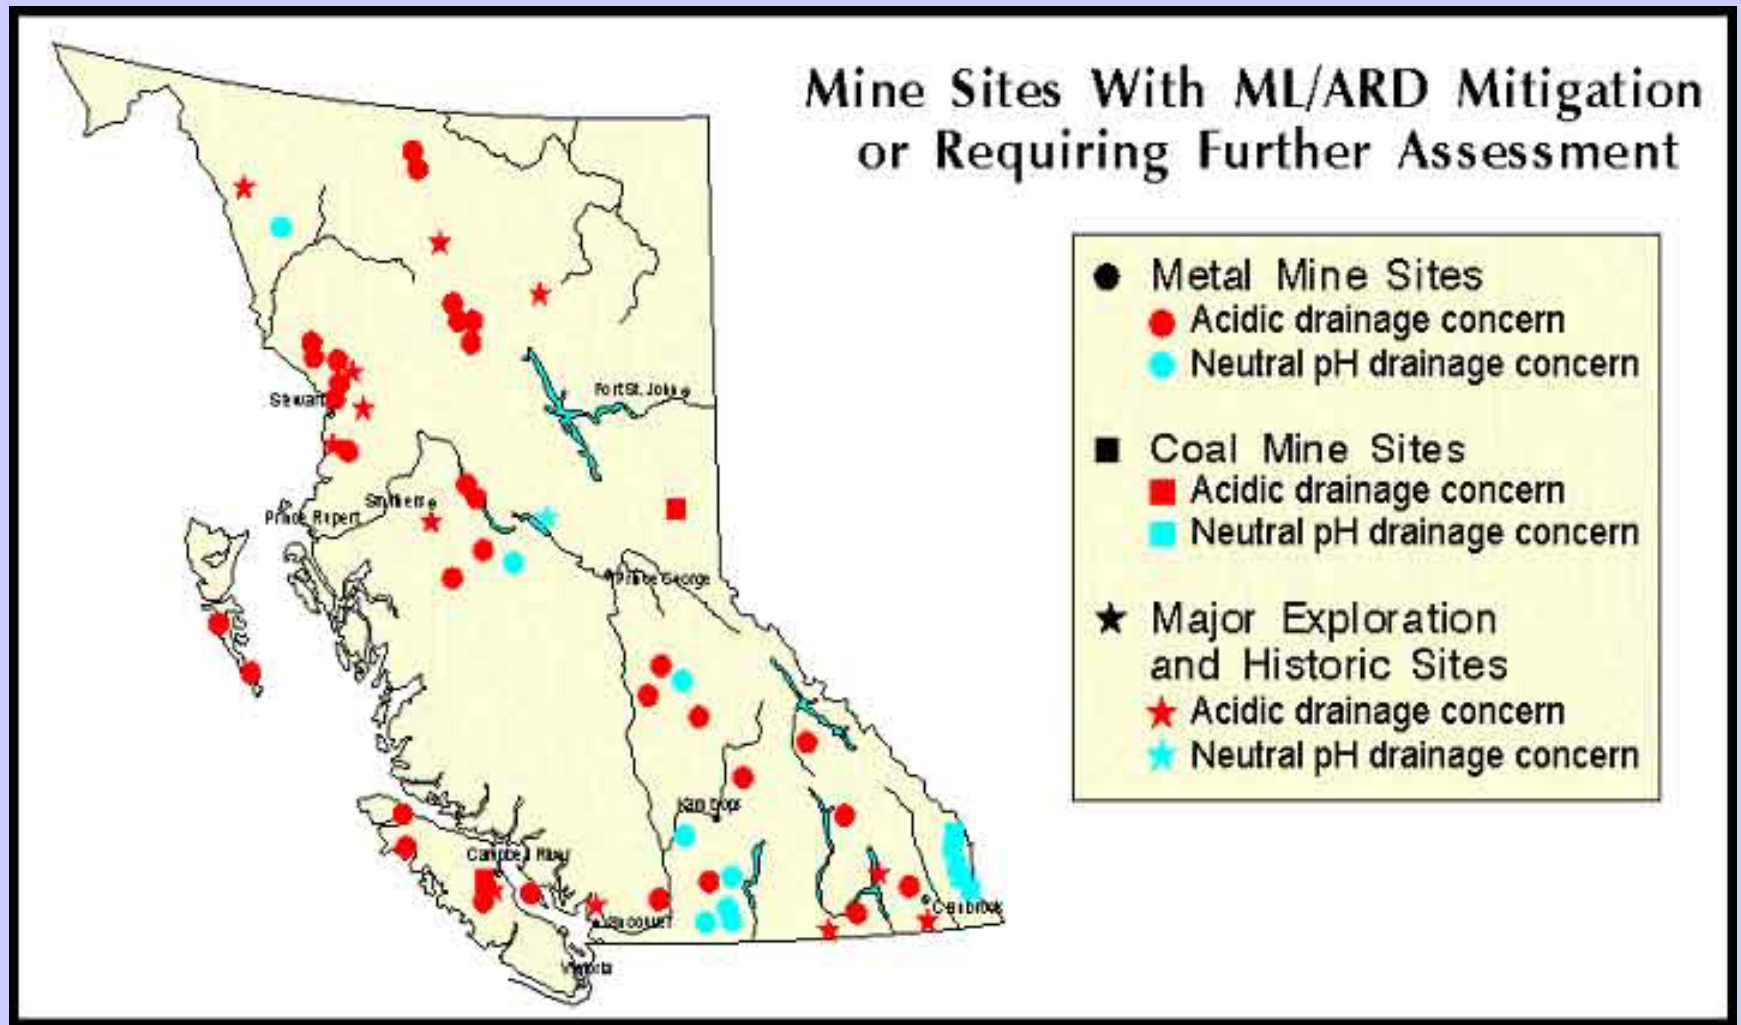 Mine Sites With ML/ARD Mitigation
or Requiring Further Assessment
Metal Mine Sites
Acidic drainage concern
Neutral pH drainage concern
Coal Mine Sites
Acidic drainage concern
Neutral pH drainage concern
Major Exploration
and Historic Sites
Acidic drainage concern
Neutral pH drainage concern
Fort St. John
Stewart
Smithers
Prince Rupert
Prince George
Kamloops
Campbell River
Cranbrook
Vancouver
Victoria